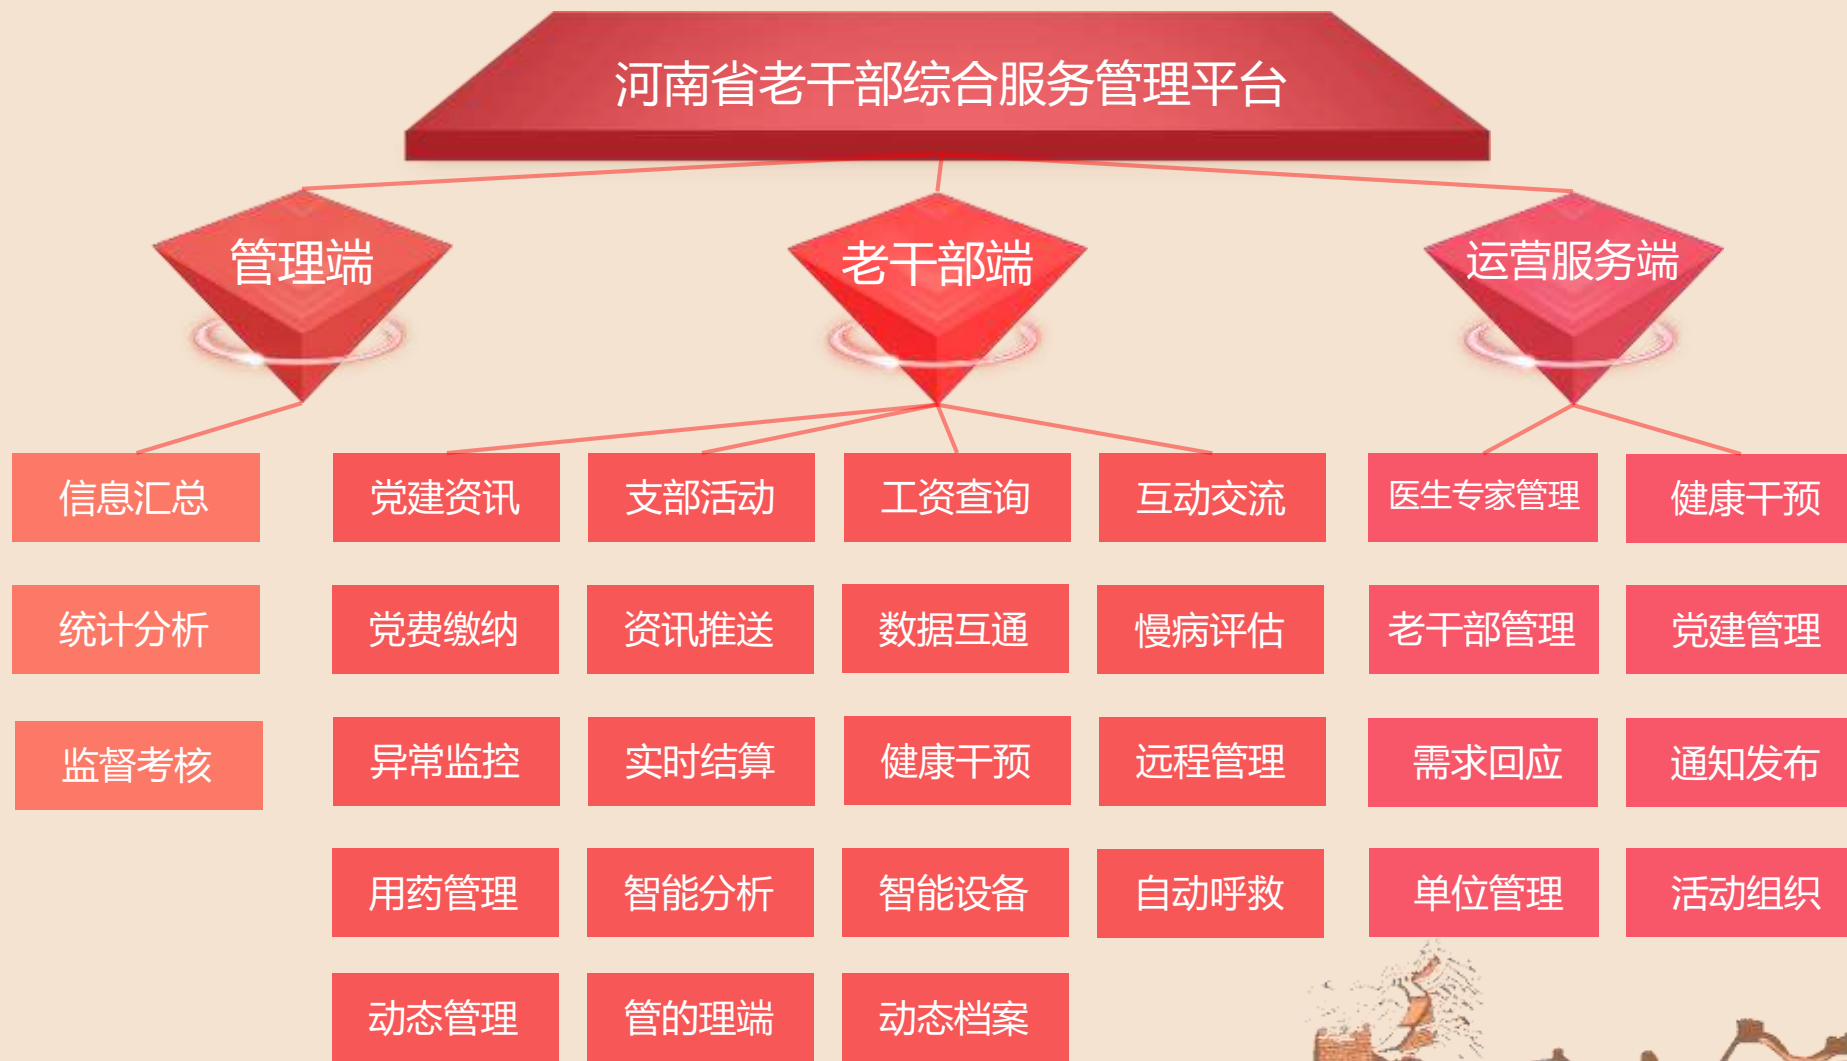 河南省老干部综合服务管理平台
管理端
老干部端
运营服务端
信息汇总
党建资讯
支部活动
工资查询
互动交流
医生专家管理
健康干预
统计分析
党费缴纳
资讯推送
数据互通
慢病评估
老干部管理
党建管理
监督考核
异常监控
实时结算
健康干预
远程管理
需求回应
通知发布
用药管理
智能分析
智能设备
自动呼救
单位管理
活动组织
动态管理
管的理端
动态档案